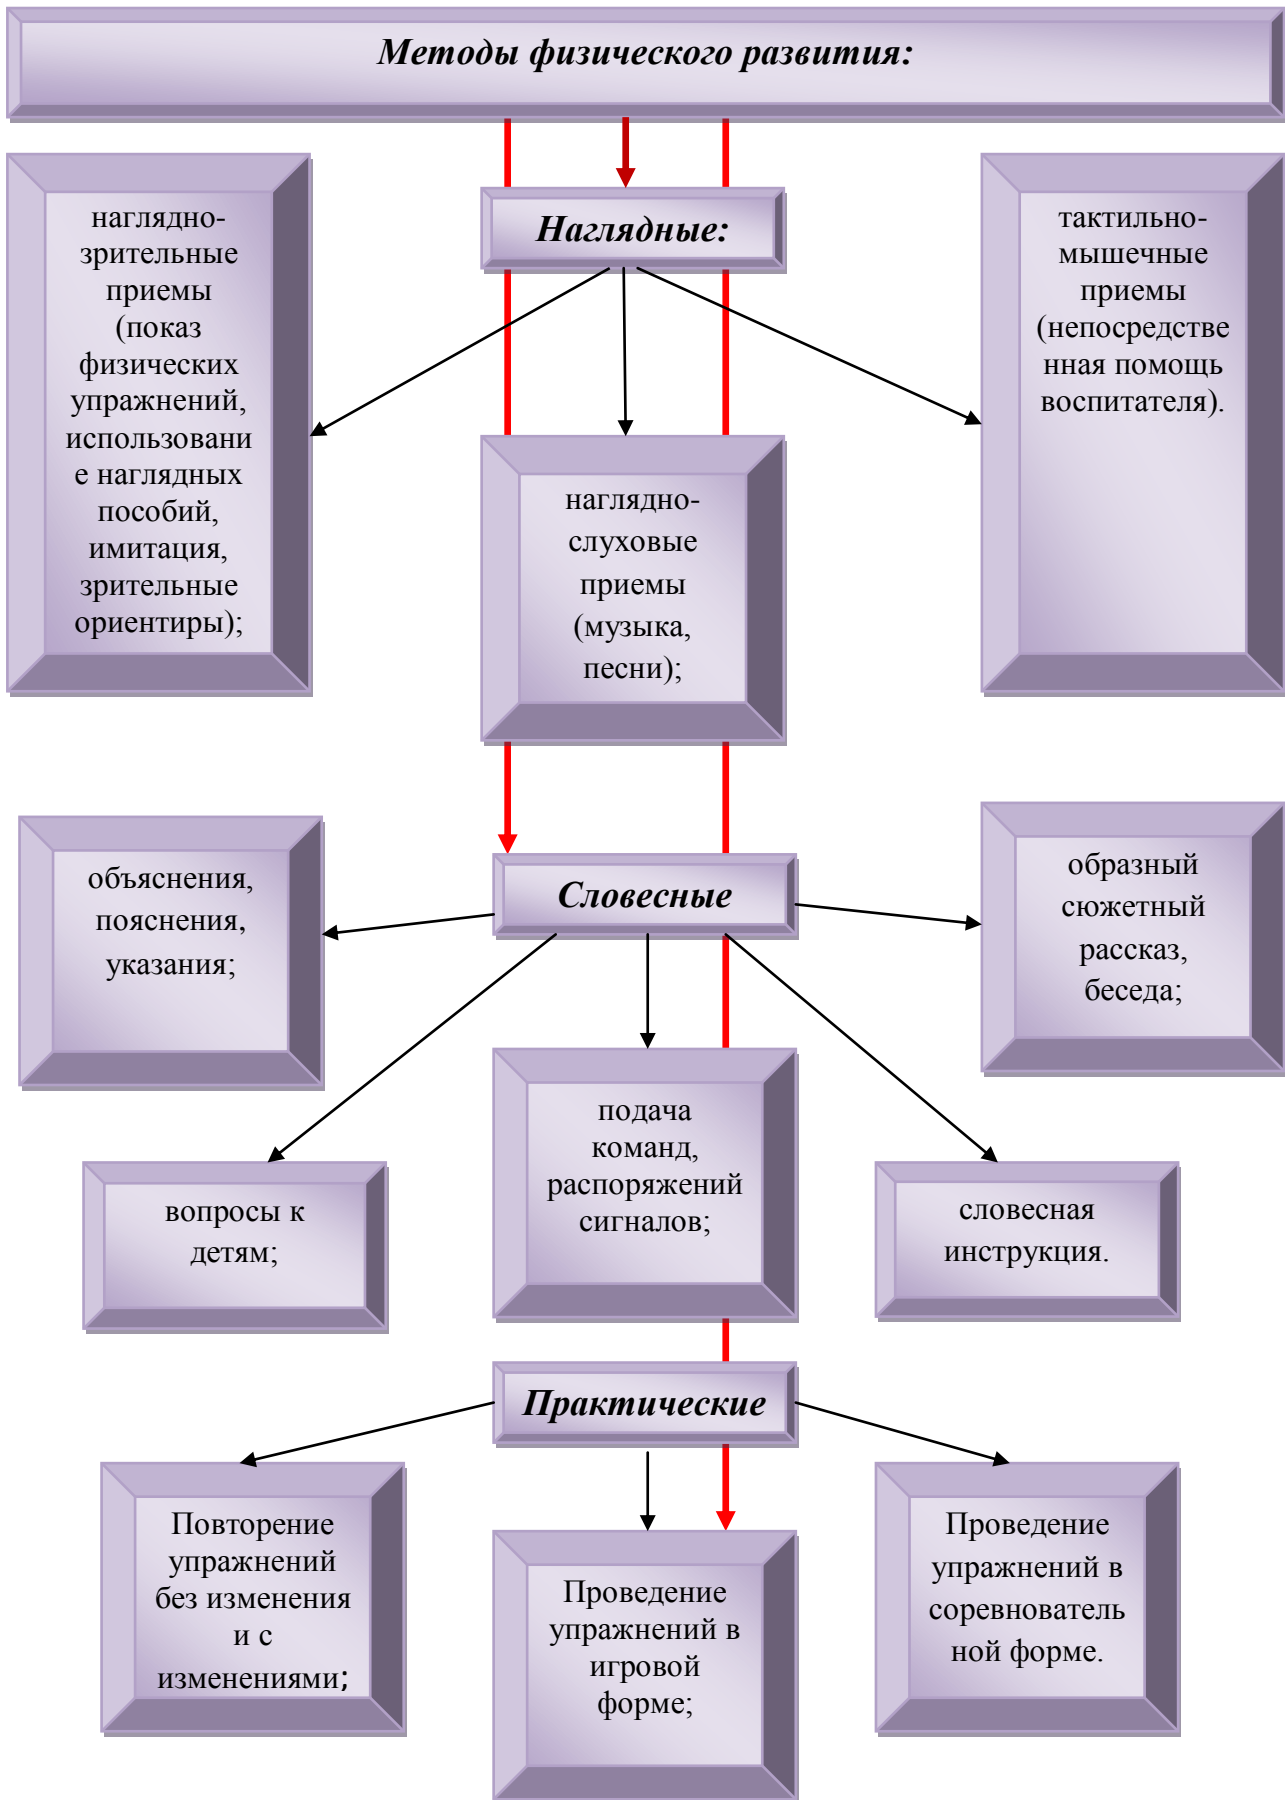 Методы физического развития:
Наглядные:
наглядно-
зрительные
приемы
(показ
физических
упражнений,
использовани
е наглядных
пособий,
имитация,
зрительные
ориентиры);
наглядно-
слуховые
приемы
(музыка,
песни);
тактильно-
мышечные
приемы
(непосредстве
нная помощь
воспитателя).
Словесные
объяснения,
пояснения,
указания;
вопросы к
детям;
подача
команд,
распоряжений
сигналов;
словесная
инструкция.
образный
сюжетный
рассказ,
беседа;
Практические
Повторение
упражнений
без изменения
и с
изменениями;
Проведение
упражнений в
игровой
форме;
Проведение
упражнений в
соревнователь
ной форме.